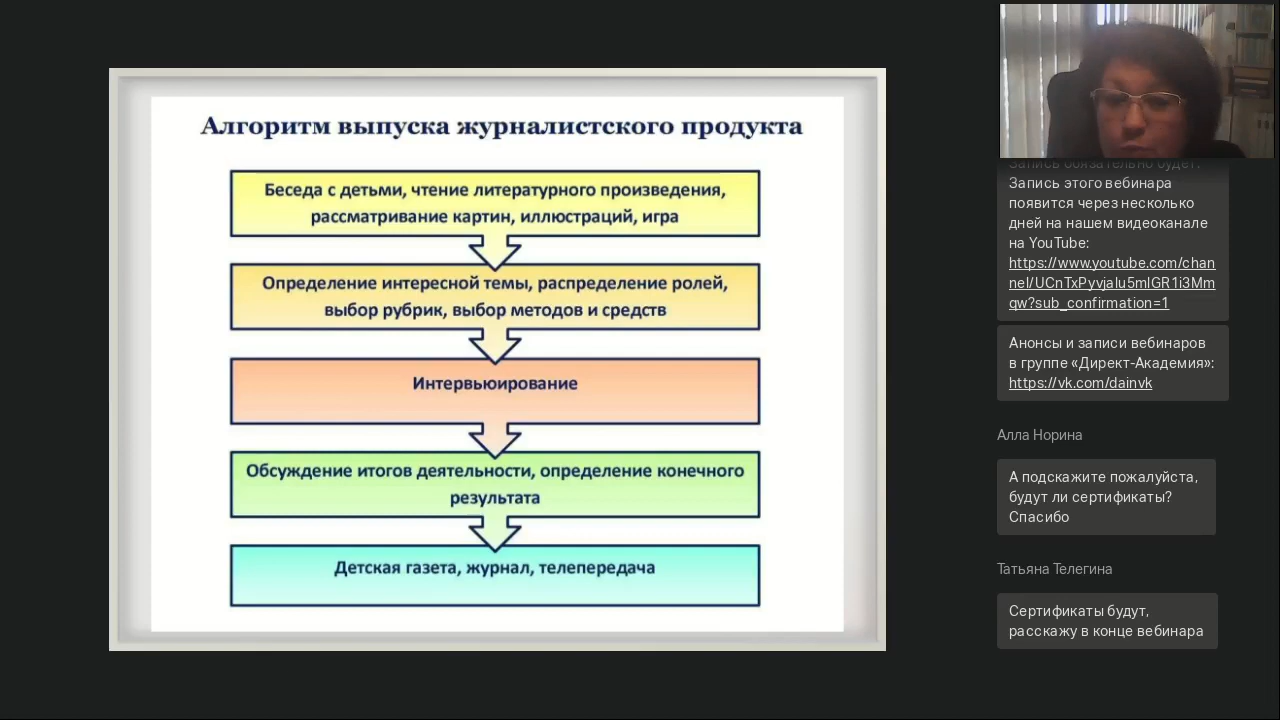 Алгоритм выпуска журналистского продукта
Беседа с детьми, чтение литературного произведения,
рассматривание картин, иллюстраций, игра
Определение интересной темы, распределение ролей,
выбор рубрик, выбор методов и средств
Интервьюирование
Обсуждение итогов деятельности, определение конечного
результата
Детская газета, журнал, телепередача
Запись обязательно будет.
Запись этого вебинара
появится через несколько
дней на нашем видеоканале
на YouTube:
https://www.youtube.com/chan
nel/UCnTxPyvjalu5mIGR1i3Mm
qw?sub_confirmation=1
Анонсы и записи вебинаров
в группе «Директ-Академия»:
https://vk.com/dainvk
Алла Норина
А подскажите пожалуйста,
будут ли сертификаты?
Спасибо
Татьяна Телегина
Сертификаты будут,
расскажу в конце вебинара